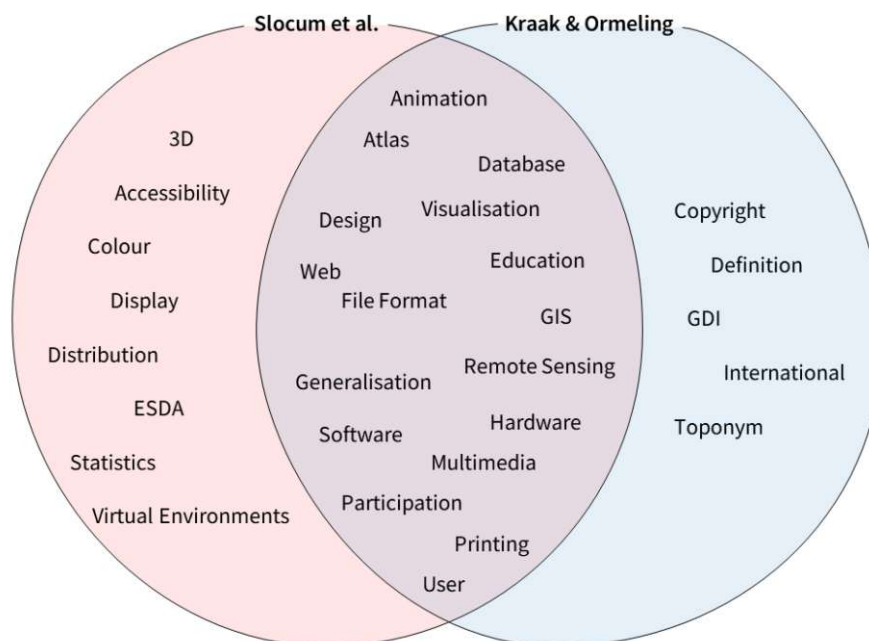 Slocum et al.
Kraak & Ormeling
3D
Accessibility
Colour
Display
Distribution
ESDA
Statistics
Virtual Environments
Animation
Atlas
Database
Visualisation
Design
Education
Web
File Format
GIS
Remote Sensing
Generalisation
Hardware
Software
Multimedia
Participation
Printing
User
Copyright
Definition
GDI
International
Toponym